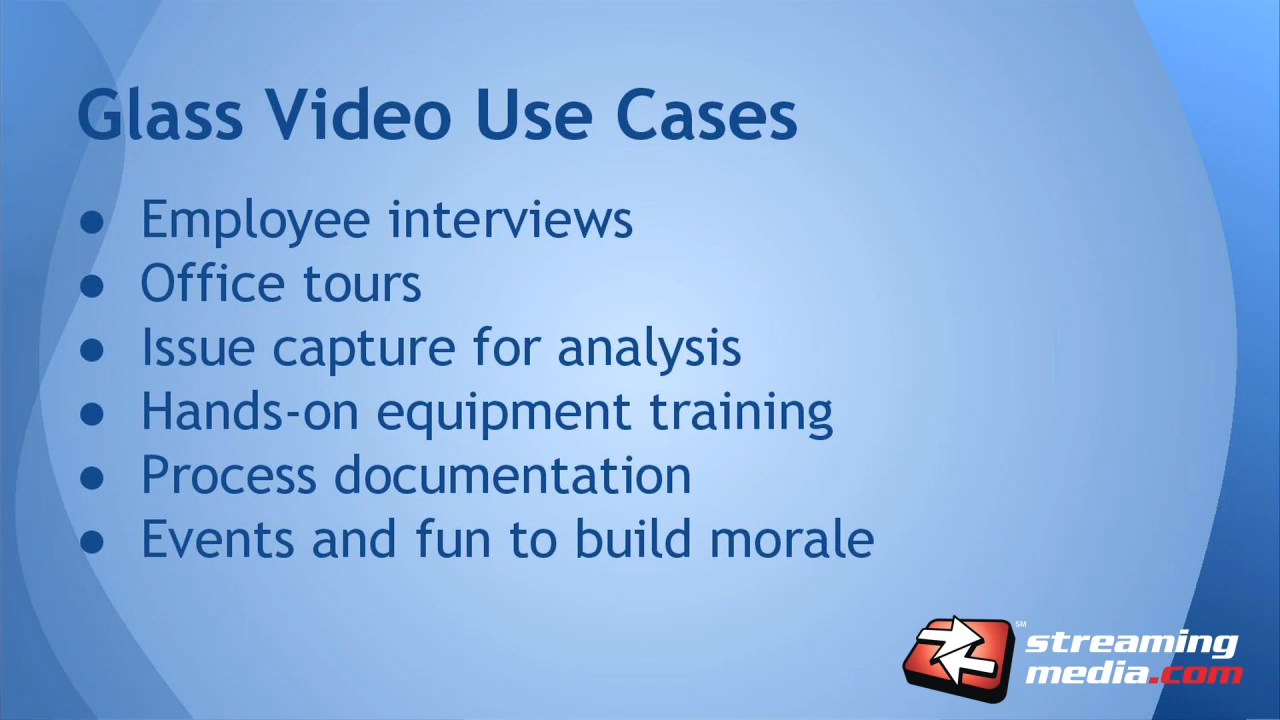 Glass Video Use Cases
● Employee interviews
● Office tours
● Issue capture for analysis
● Hands-on equipment training
● Process documentation
● Events and fun to build morale
SM
streaming
media.com